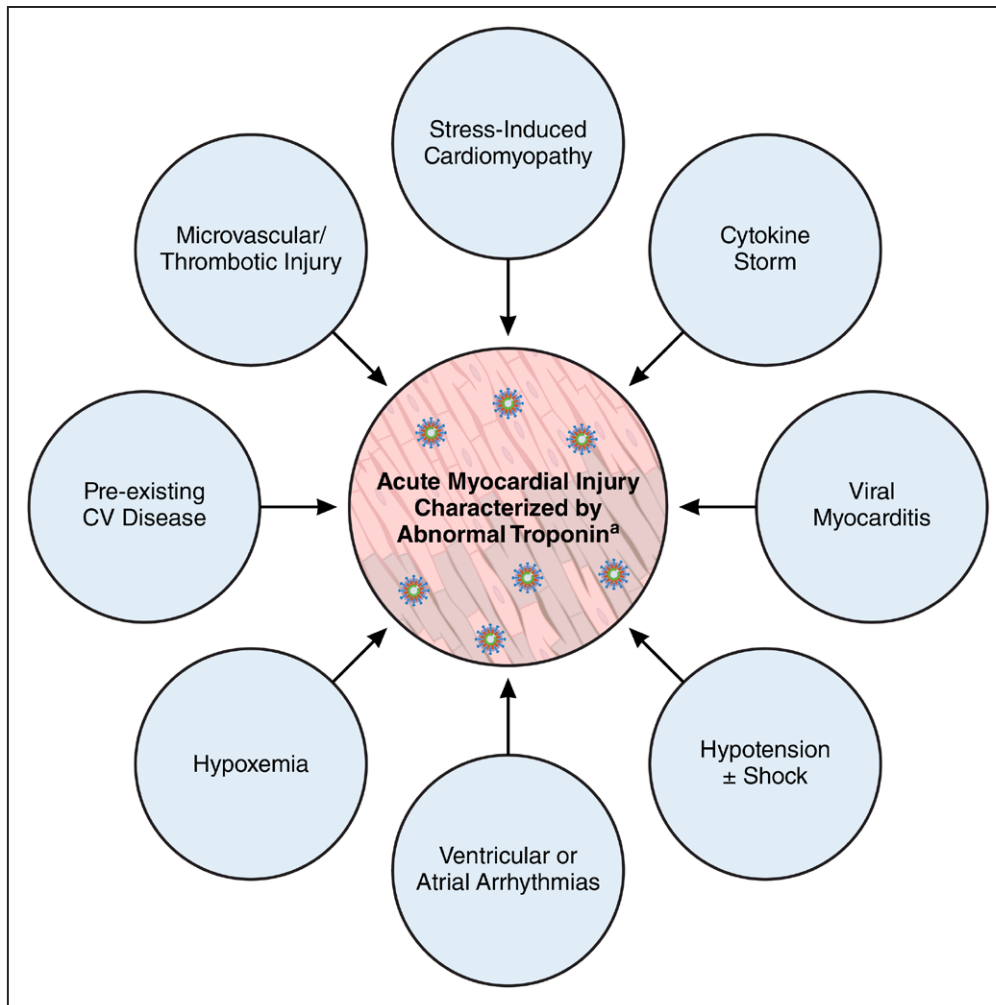 Stress-Induced
Cardiomyopathy
Cytokine
Storm
Viral
Myocarditis
Hypotension
± Shock
Ventricular or
Atrial Arrhythmias
Hypoxemia
Pre-existing
CV Disease
Microvascular/
Thrombotic Injury
Acute Myocardial Injury
Characterized by
Abnormal Troponinᵃ